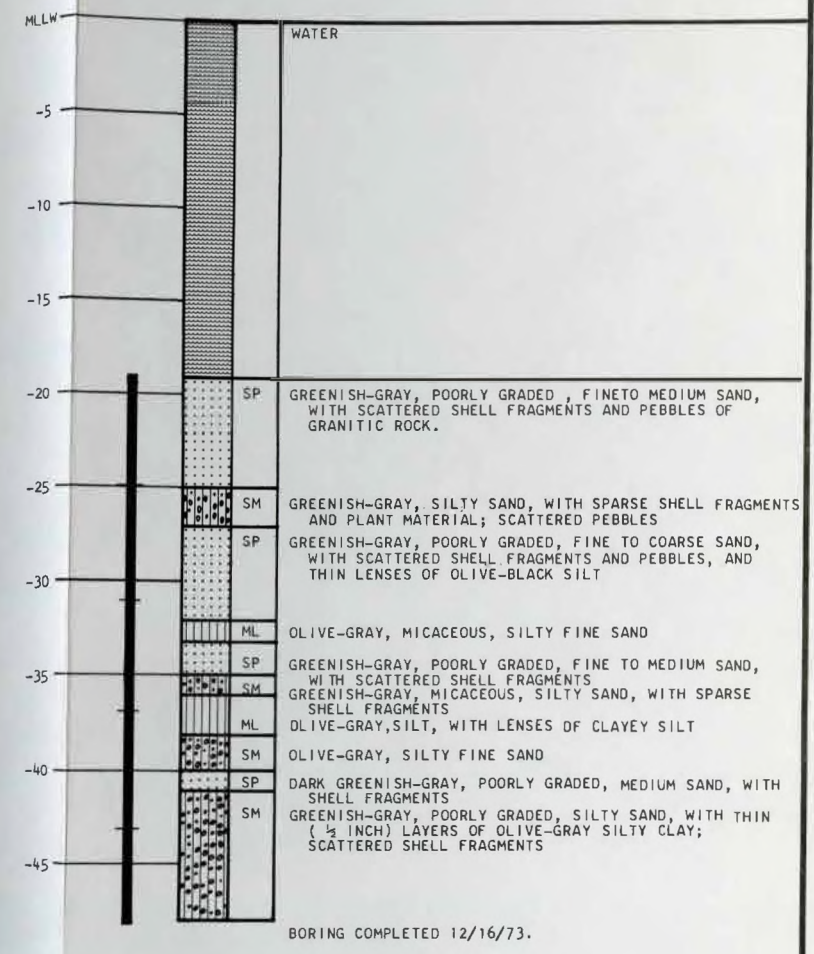 MLLW
WATER
-5
-10
-15
-20
SP
GREENISH-GRAY, POORLY GRADED , FINETO MEDIUM SAND,
WITH SCATTERED SHELL FRAGMENTS AND PEBBLES OF
GRANITIC ROCK.
-25
SM
GREENISH-GRAY, SILTY SAND, WITH SPARSE SHELL FRAGMENTS
AND PLANT MATERIAL; SCATTERED PEBBLES
SP
GREENISH-GRAY, POORLY GRADED, FINE TO COARSE SAND,
WITH SCATTERED SHELL FRAGMENTS AND PEBBLES, AND
THIN LENSES OF OLIVE-BLACK SILT
-30
ML
OLIVE-GRAY, MICACEOUS, SILTY FINE SAND
SP
GREENISH-GRAY, POORLY GRADED, FINE TO MEDIUM SAND,
WITH SCATTERED SHELL FRAGMENTS
-35
SM
GREENISH-GRAY, MICACEOUS, SILTY SAND, WITH SPARSE
SHELL FRAGMENTS
ML
OLIVE-GRAY,SILT, WITH LENSES OF CLAYEY SILT
SM
OLIVE-GRAY, SILTY FINE SAND
-40
SP
DARK GREENISH-GRAY, POORLY GRADED, MEDIUM SAND, WITH
SHELL FRAGMENTS
SM
GREENISH-GRAY, POORLY GRADED, SILTY SAND, WITH THIN
( ½ INCH) LAYERS OF OLIVE-GRAY SILTY CLAY;
SCATTERED SHELL FRAGMENTS
-45
BORING COMPLETED 12/16/73.